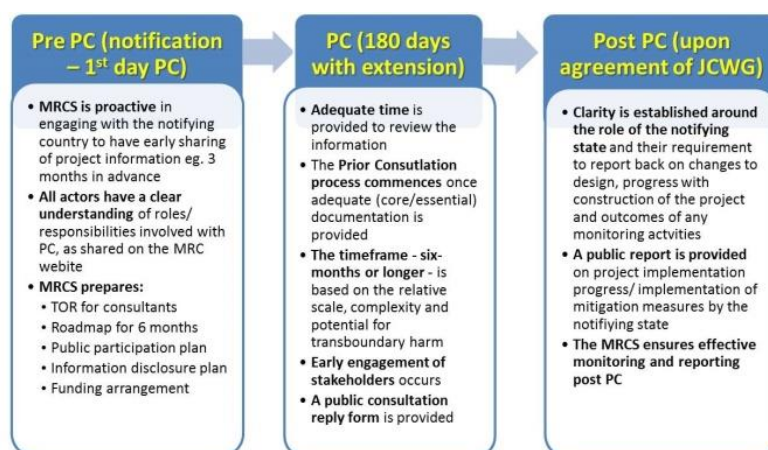 Pre PC (notification
– 1st day PC)
• MRCS is proactive in
engaging with the notifying
country to have early sharing
of project information eg. 3
months in advance
• All actors have a clear
understanding of roles/
responsibilities involved with
PC, as shared on the MRC
webite
• MRCS prepares:
• TOR for consultants
• Roadmap for 6 months
• Public participation plan
• Information disclosure plan
• Funding arrangement
PC (180 days
with extension)
• Adequate time is
provided to review the
information
• The Prior Consutlation
process commences once
adequate (core/essential)
documentation is
provided
• The timeframe - six-
months or longer - is
based on the relative
scale, complexity and
potential for
transboundary harm
• Early engagement of
stakeholders occurs
• A public consultation
reply form is provided
Post PC (upon
agreement of JCWG)
• Clarity is established around
the role of the notifying
state and their requirement
to report back on changes to
design, progress with
construction of the project
and outcomes of any
monitoring actvities
• A public report is provided
on project implementation
progress/ implementation of
mitigation measures by the
notifiying state
• The MRCS ensures effective
monitoring and reporting
post PC